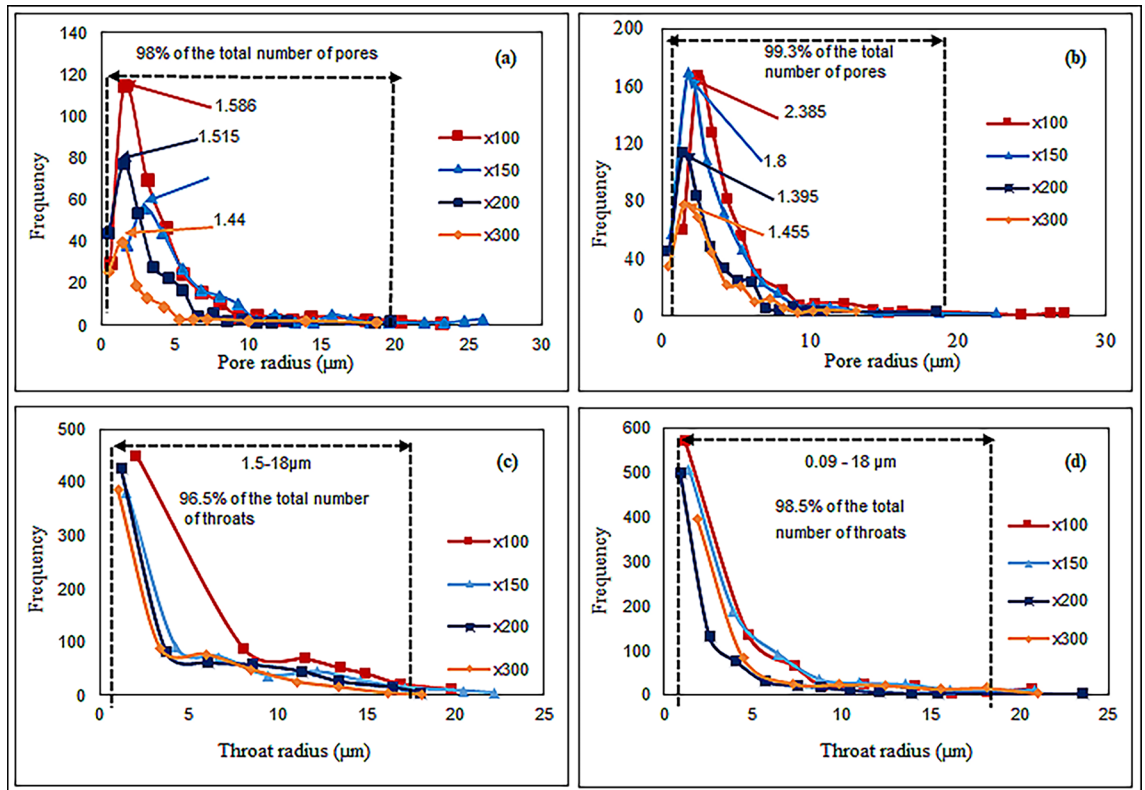 (a)
98% of the total number of pores
1.586
1.515
1.44
x100
x150
x200
x300
Frequency
140
120
100
80
60
40
20
0
0 5 10 15 20 25 30
Pore radius (µm)
(b)
99.3% of the total
number of pores
2.385
1.8
1.395
1.455
x100
x150
x200
x300
Frequency
200
160
120
80
40
0
0 10 20 30
Pore radius (µm)
(c)
1.5-18µm
96.5% of the total number
of throats
x100
x150
x200
x300
Frequency
500
400
300
200
100
0
0 5 10 15 20 25
Throat radius (µm)
(d)
0.09 - 18 µm
98.5% of the total
number of throats
x100
x150
x200
x300
Frequency
600
500
400
300
200
100
0
0 5 10 15 20 25
Throat radius (µm)